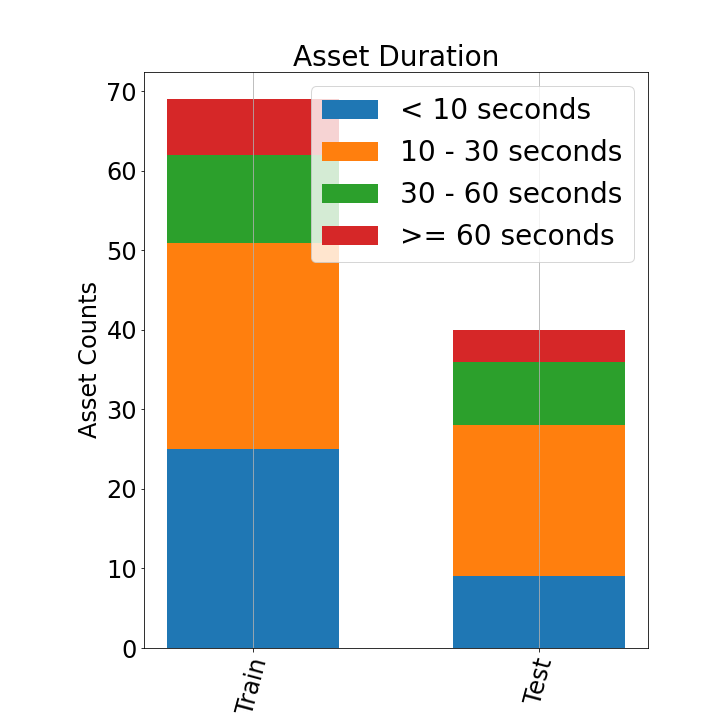 Asset Duration
< 10 seconds
10 - 30 seconds
30 - 60 seconds
>= 60 seconds
Asset Counts
70
60
50
40
30
20
10
0
Train
Test